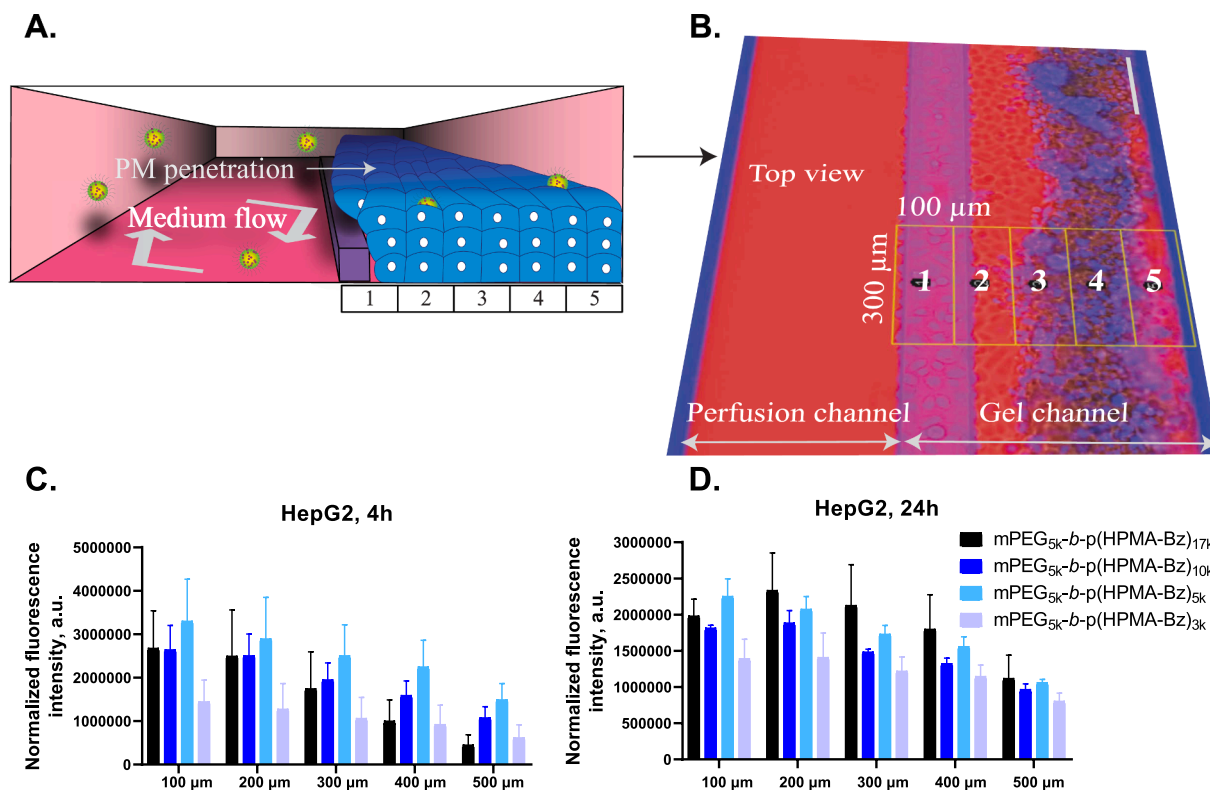 A.
B.
PM penetration
Medium flow
1 2 3 4 5
Top view
100 µm
300 µm
1 2 3 4 5
Perfusion channel
Gel channel
C.
HepG2, 4h
Normalized fluorescence
intensity, a.u.
5000000
4000000
3000000
2000000
1000000
0
100 µm 200 µm 300 µm 400 µm 500 µm
D.
HepG2, 24h
Normalized fluorescence
intensity, a.u.
3000000
2500000
2000000
1500000
1000000
500000
0
100 µm 200 µm 300 µm 400 µm 500 µm
mPEG5k-b-p(HPMA-Bz)17k
mPEG5k-b-p(HPMA-Bz)10k
mPEG5k-b-p(HPMA-Bz)5k
mPEG5k-b-p(HPMA-Bz)3k